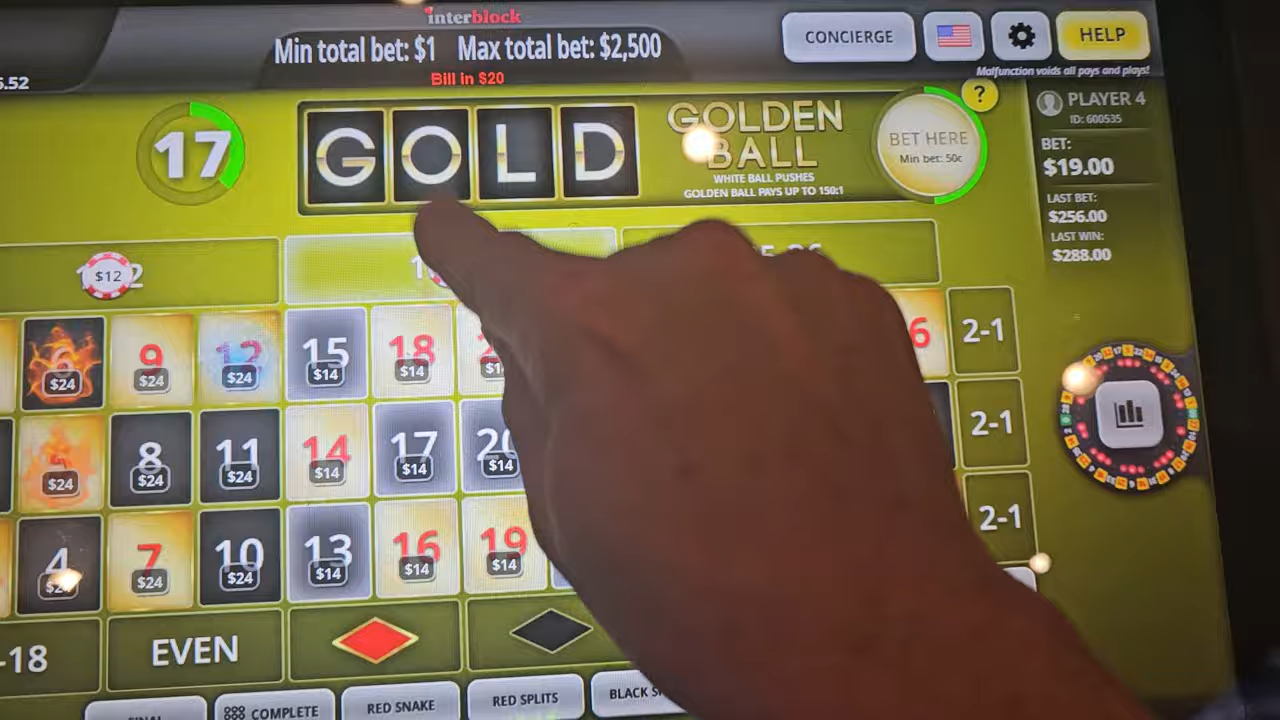 interblock
Min total bet: $1 Max total bet: $2,500
Bill in $20
CONCIERGE
HELP
Malfunction voids all pays and plays!
17
GOLD
GOLDEN
BALL
WHITE BALL PUSHES
GOLDEN BALL PAYS UP TO 150:1
BET HERE
Min bet: 50c
?
PLAYER 4
ID: 600535
BET:
$19.00
LAST BET:
$256.00
LAST WIN:
$288.00
$12
6 9 12 15 18
$24 $24 $24 $14 $14
2-1
8 11 14 17 20
$24 $24 $24 $14 $14 $14
2-1
4 7 10 13 16 19
$24 $24 $14 $14 $14
2-1
-18 EVEN
COMPLETE RED SNAKE RED SPLITS BLACK